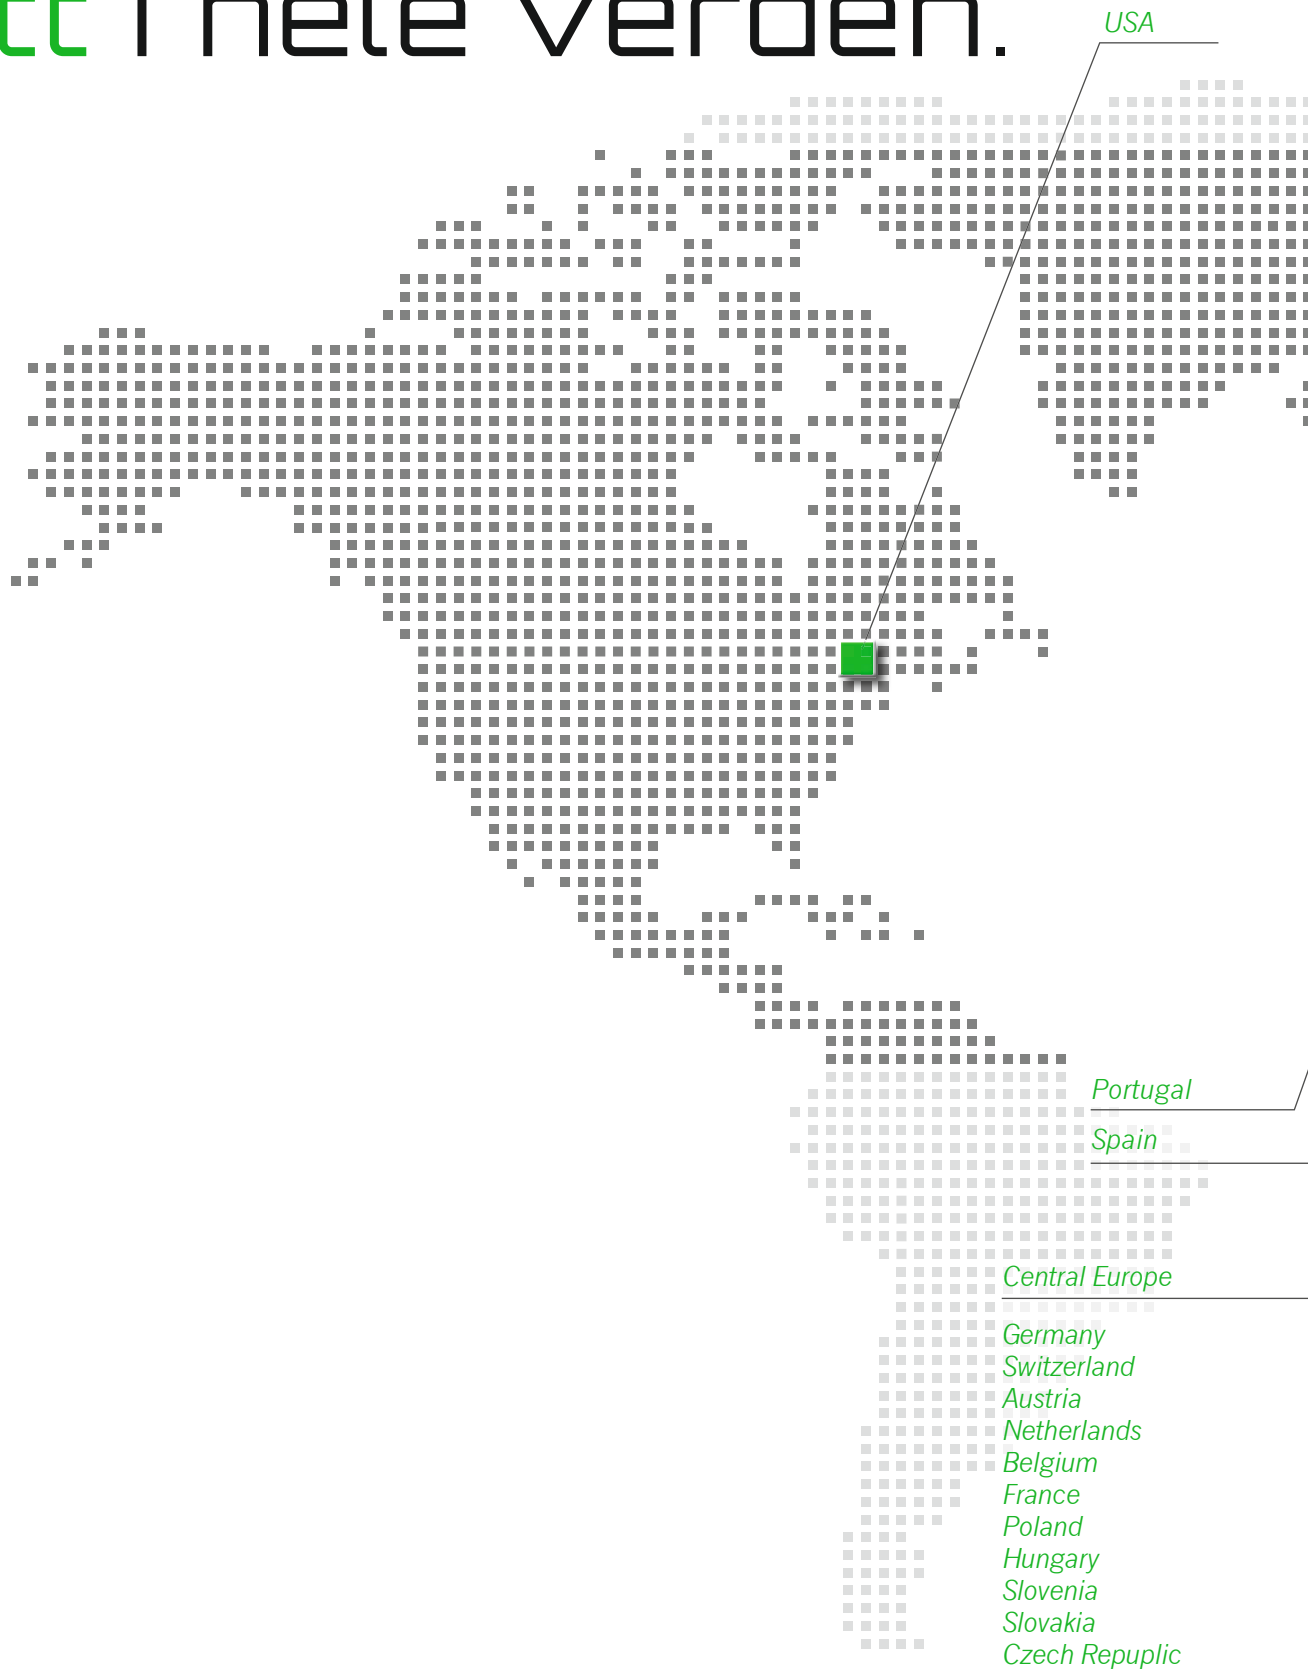 tt i hele verden.
USA
Portugal
Spain
Central Europe
Germany
Switzerland
Austria
Netherlands
Belgium
France
Poland
Hungary
Slovenia
Slovakia
Czech Repuplic